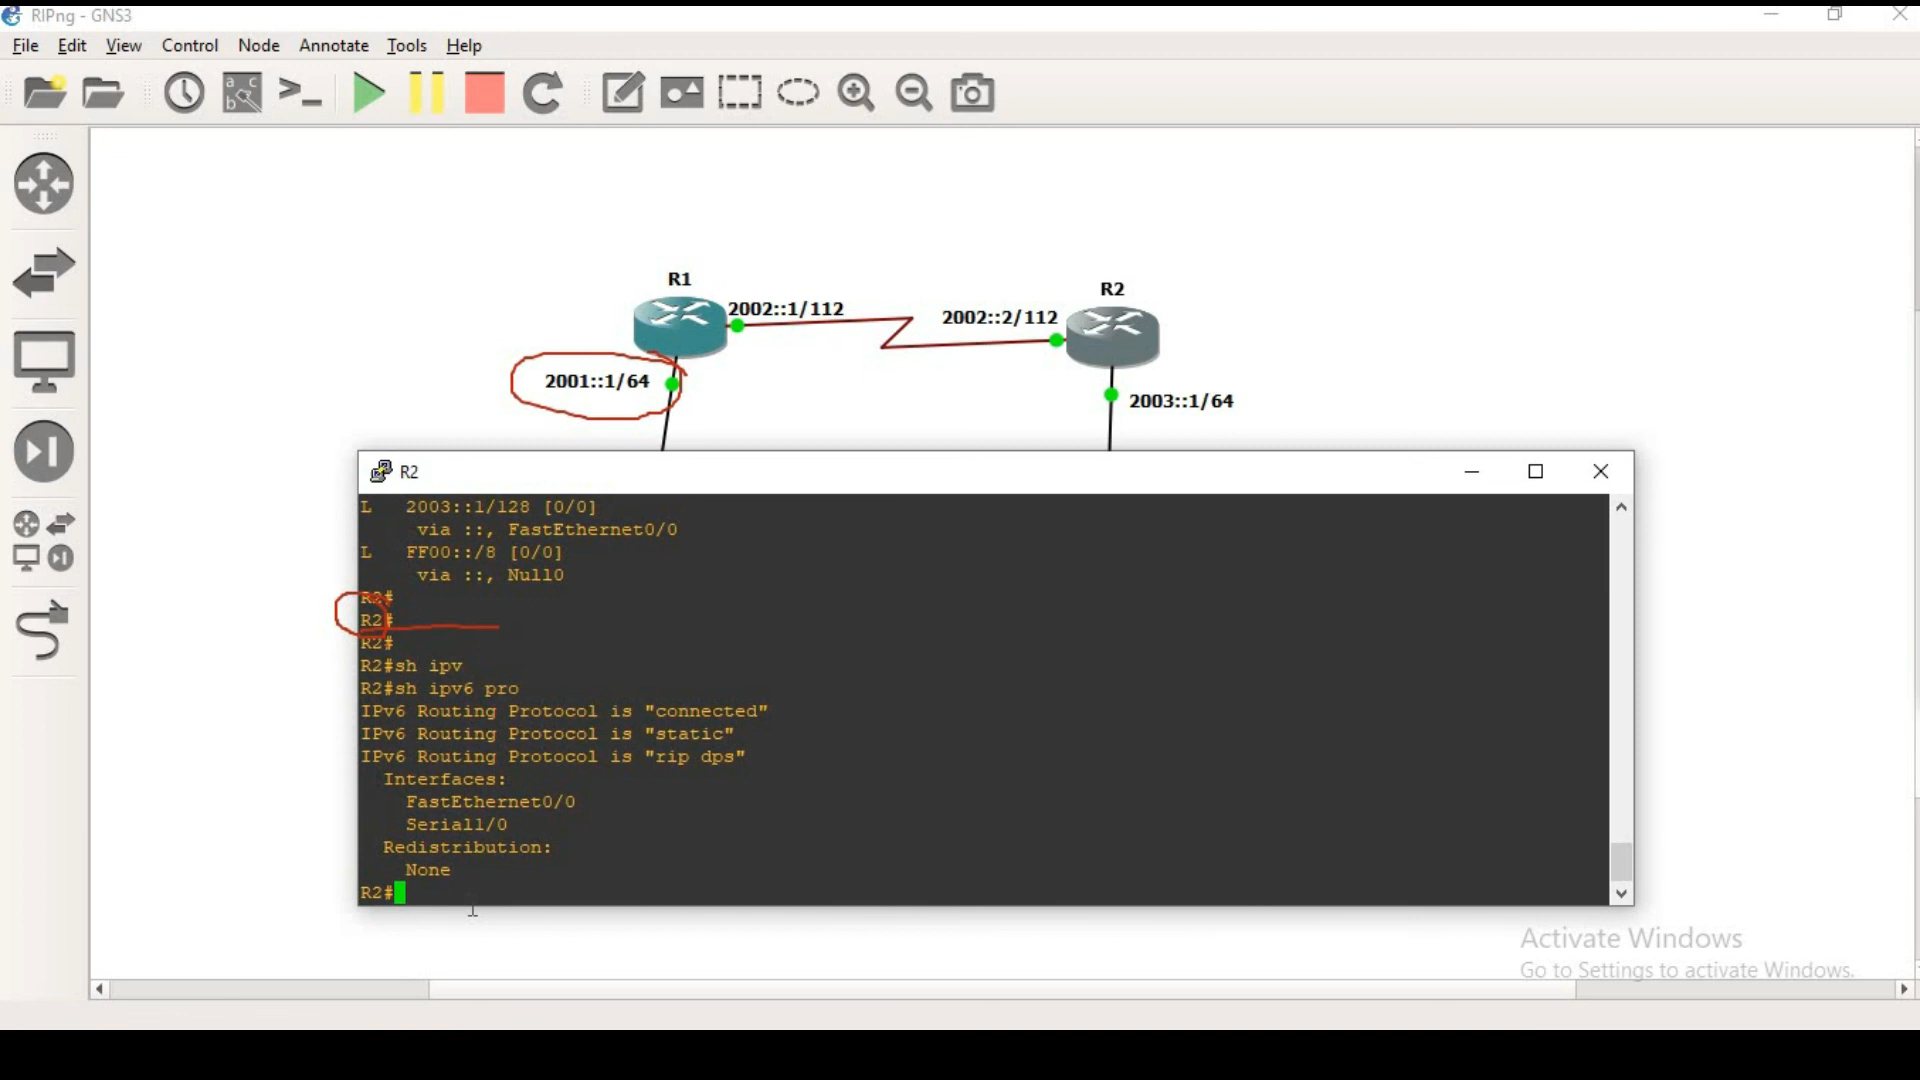 RIPng - GNS3
File Edit View Control Node Annotate Tools Help
a c
b
R1
R2
2002::1/112
2002::2/112
2001::1/64
2003::1/64
R2
L 2003::1/128 [0/0]
via ::, FastEthernet0/0
L FF00::/8 [0/0]
via ::, Null0
R2#
R2#
R2#
R2#sh ipv
R2#sh ipv6 pro
IPv6 Routing Protocol is "connected"
IPv6 Routing Protocol is "static"
IPv6 Routing Protocol is "rip dps"
Interfaces:
FastEthernet0/0
Serial1/0
Redistribution:
None
R2#
Activate Windows
Go to Settings to activate Windows.